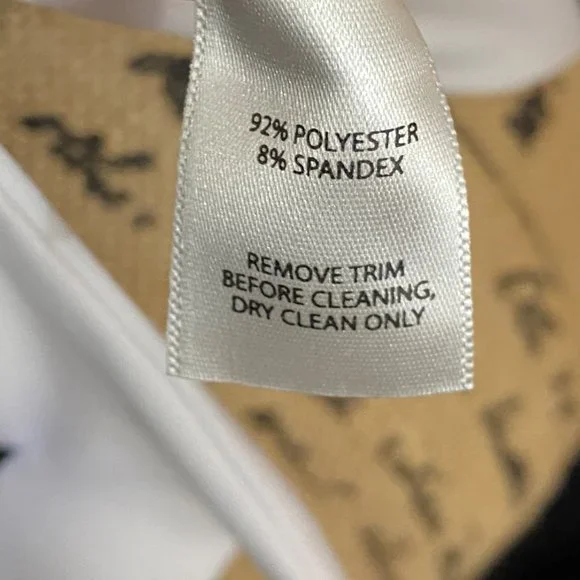 92% POLYESTER
8% SPANDEX
REMOVE TRIM
BEFORE CLEANING,
DRY CLEAN ONLY